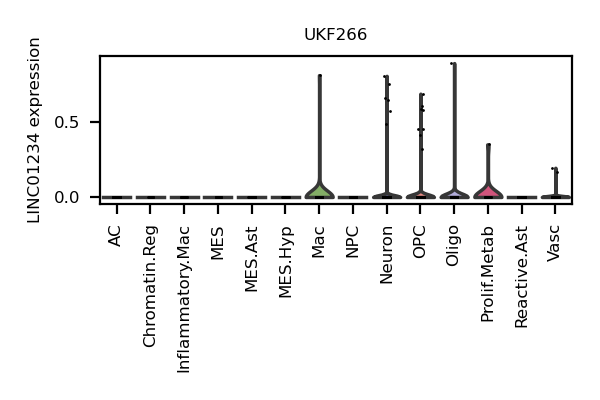 UKF266
LINC01234 expression
0.5
0.0
AC
Chromatin.Reg
Inflammatory.Mac
MES
MES.Ast
MES.Hyp
Mac
NPC
Neuron
OPC
Oligo
Prolif.Metab
Reactive.Ast
Vasc